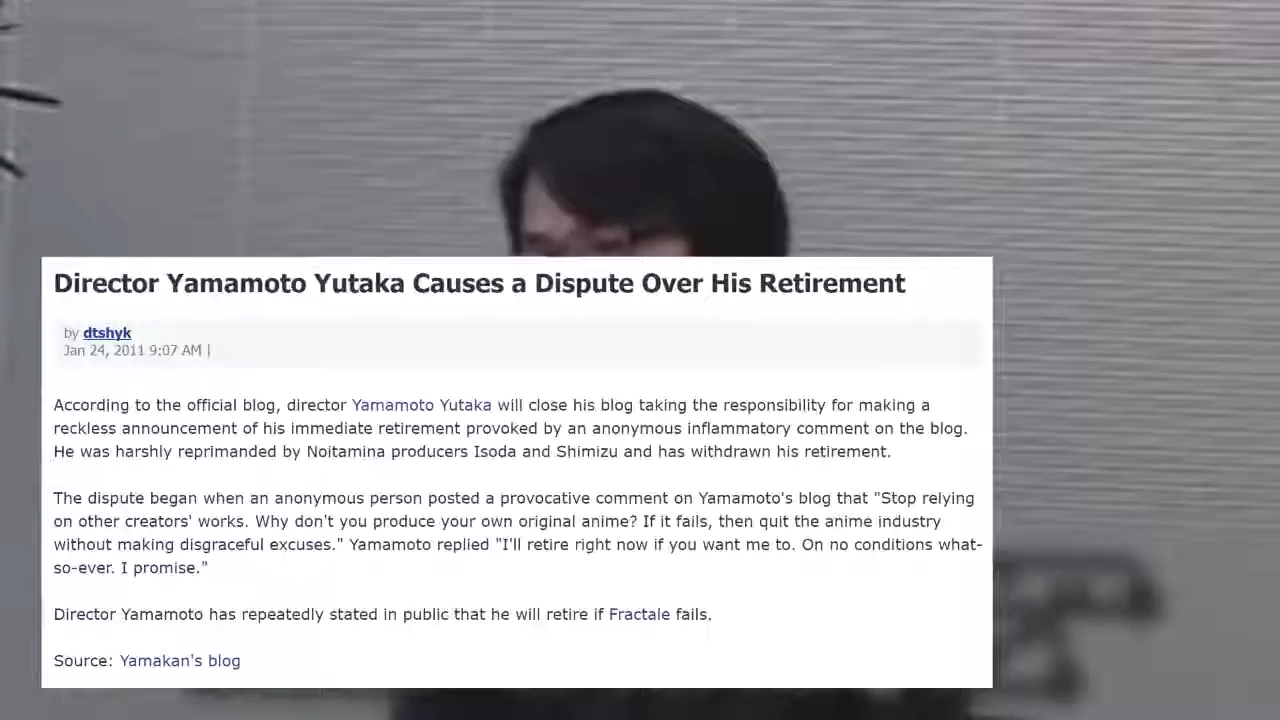 Director Yamamoto Yutaka Causes a Dispute Over His Retirement
by dtshyk
Jan 24, 2011 9:07 AM |
According to the official blog, director Yamamoto Yutaka will close his blog taking the responsibility for making a
reckless announcement of his immediate retirement provoked by an anonymous inflammatory comment on the blog.
He was harshly reprimanded by Noitamina producers Isoda and Shimizu and has withdrawn his retirement.
The dispute began when an anonymous person posted a provocative comment on Yamamoto's blog that "Stop relying
on other creators' works. Why don't you produce your own original anime? If it fails, then quit the anime industry
without making disgraceful excuses." Yamamoto replied "I'll retire right now if you want me to. On no conditions what-
so-ever. I promise."
Director Yamamoto has repeatedly stated in public that he will retire if Fractale fails.
Source: Yamakan's blog